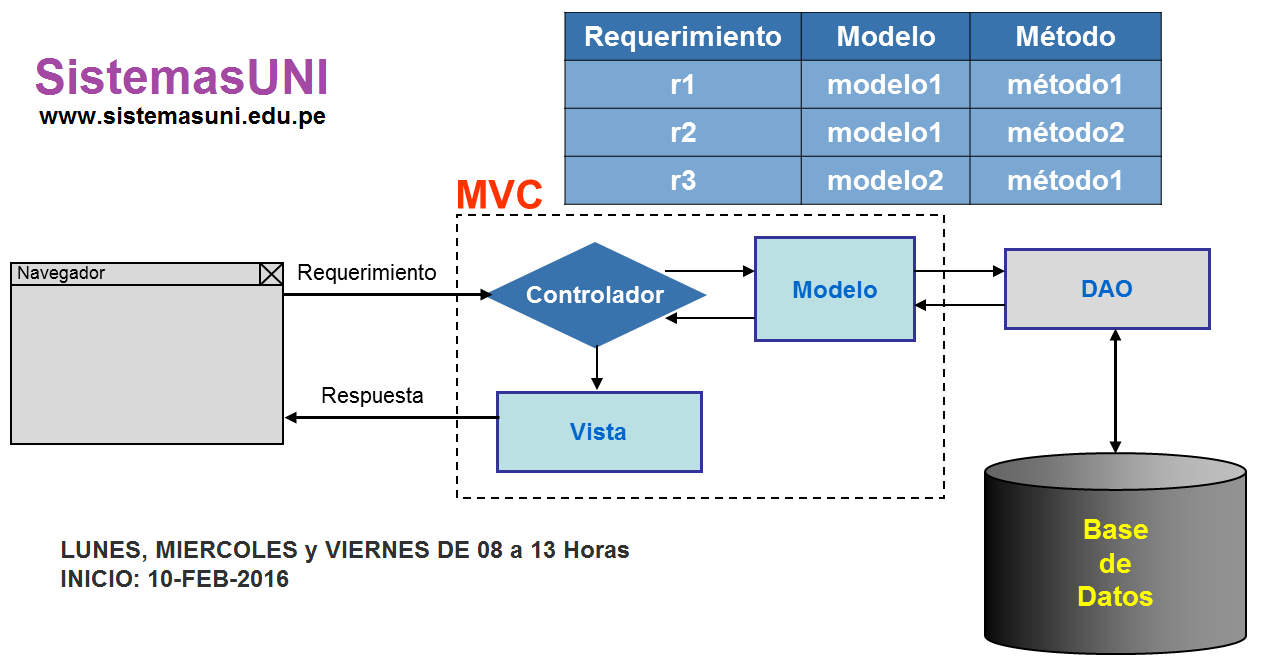 SistemasUNI
www.sistemasuni.edu.pe
Requerimiento Modelo Método
r1 modelo1 método1
r2 modelo1 método2
r3 modelo2 método1
MVC
Navegador
Requerimiento
Controlador
Modelo
DAO
Respuesta
Vista
Base
de
Datos
LUNES, MIERCOLES y VIERNES DE 08 a 13 Horas
INICIO: 10-FEB-2016